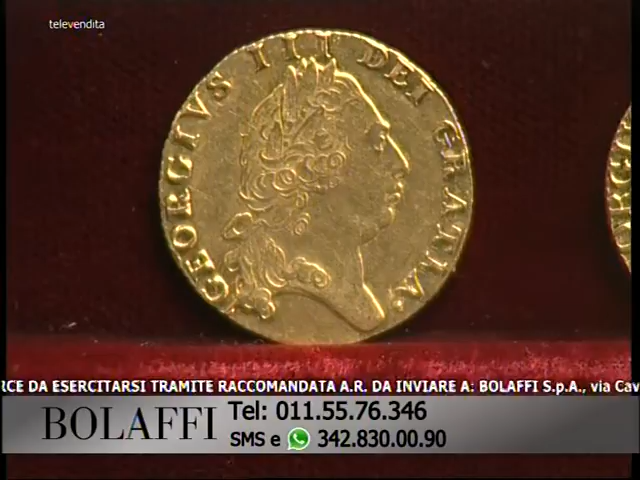 televendita
GEORGIVS III DEI GRATIA.
RCE DA ESERCITARSI TRAMITE RACCOMANDATA A.R. DA INVIARE A: BOLAFFI S.p.A., via Cav
BOLAFFI
Tel: 011.55.76.346
SMS e 342.830.00.90